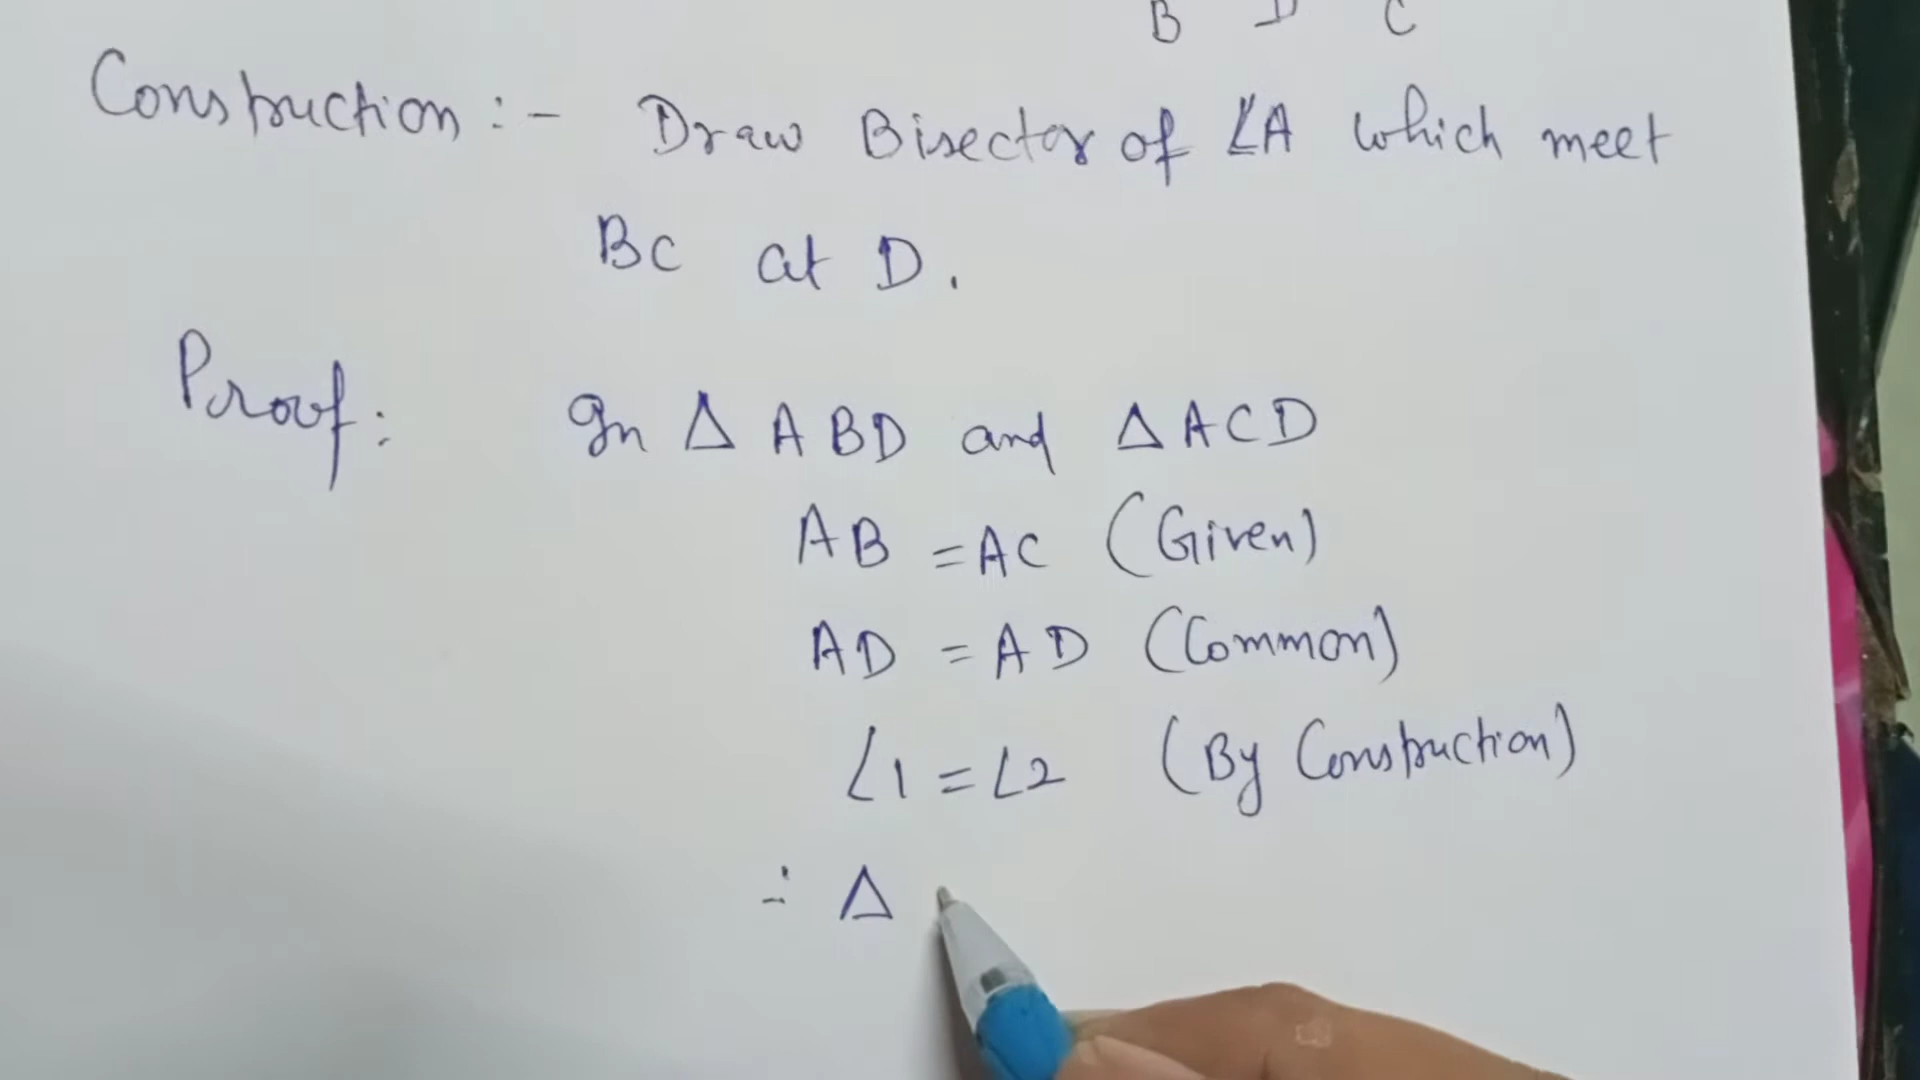 B D C
Construction :- Draw Bisector of ∠A which meet
BC at D.
Proof: In Δ ABD and ΔACD
AB = AC (Given)
AD = AD (Common)
∠1 = ∠2 (By Construction)
∴ Δ